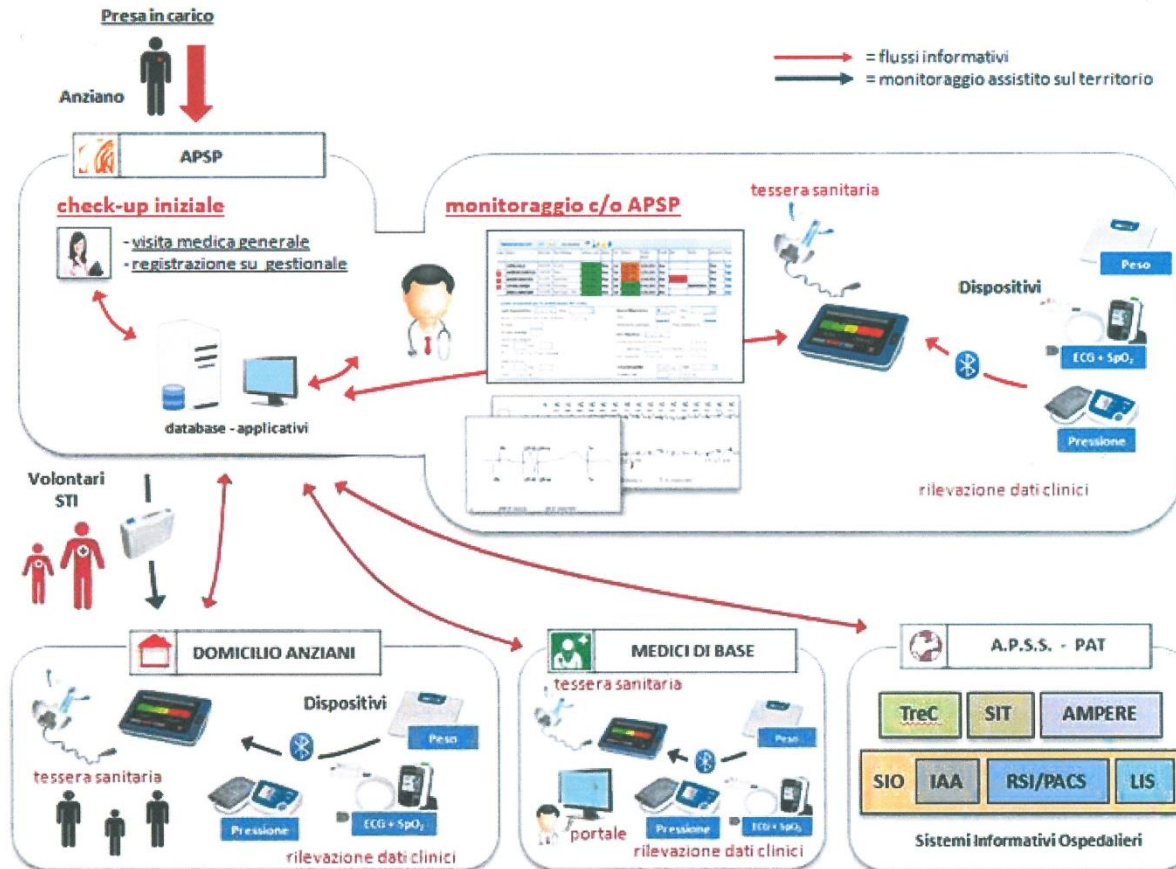 Presa in carico
Anziano
= flussi informativi
= monitoraggio assistito sul territorio
APSP
check-up iniziale
- visita medica generale
- registrazione su gestionale
database - applicativi
monitoraggio c/o APSP
tessera sanitaria
Peso
Dispositivi
ECG + SpO₂
Pressione
rilevazione dati clinici
Volontari
STI
DOMICILIO ANZIANI
Dispositivi
Peso
tessera sanitaria
Pressione
ECG + SpO₂
rilevazione dati clinici
MEDICI DI BASE
tessera sanitaria
Peso
portale
Pressione
ECG + SpO₂
rilevazione dati clinici
A.P.S.S. - PAT
TreC
SIT
AMPERE
SIO
IAA
RSI/PACS
LIS
Sistemi Informativi Ospedalieri